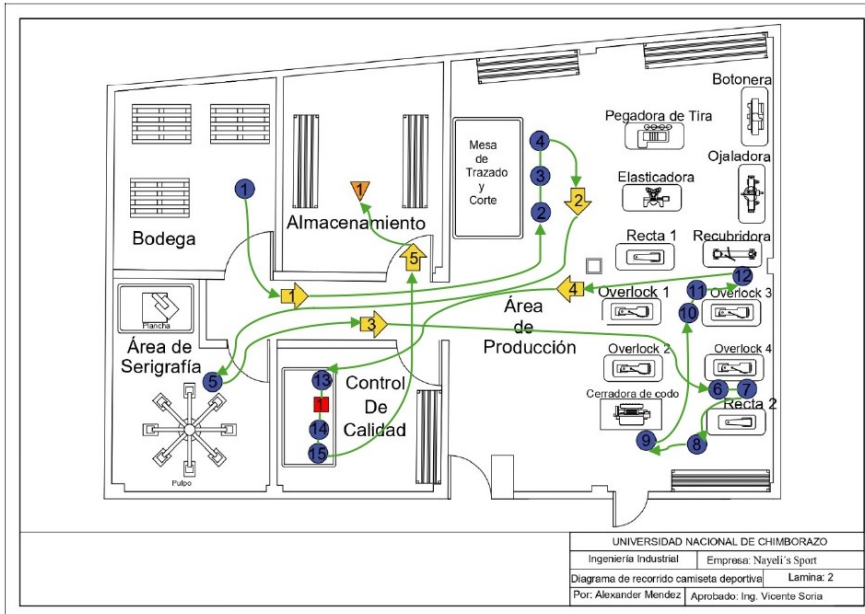 Botonera
Pegadora de Tira
Mesa
de
Trazado
y
Corte
4
3
2
2
Elasticadora
Ojaladora
1
1
Bodega
Almacenamiento
Recta 1
Recubridora
5
1
4
12
11
Overlock 1
Overlock 3
10
Área
de
Producción
Plancha
3
Área de
Serigrafía
5
Overlock 2
Overlock 4
6
7
13
1
14
15
Control
De
Calidad
Cerradora de codo
Recta 2
9
8
Pulpo
UNIVERSIDAD NACIONAL DE CHIMBORAZO
Ingeniería Industrial
Empresa: Nayeli´s Sport
Diagrama de recorrido camiseta deportiva
Lamina: 2
Por: Alexander Mendez
Aprobado: Ing. Vicente Soria